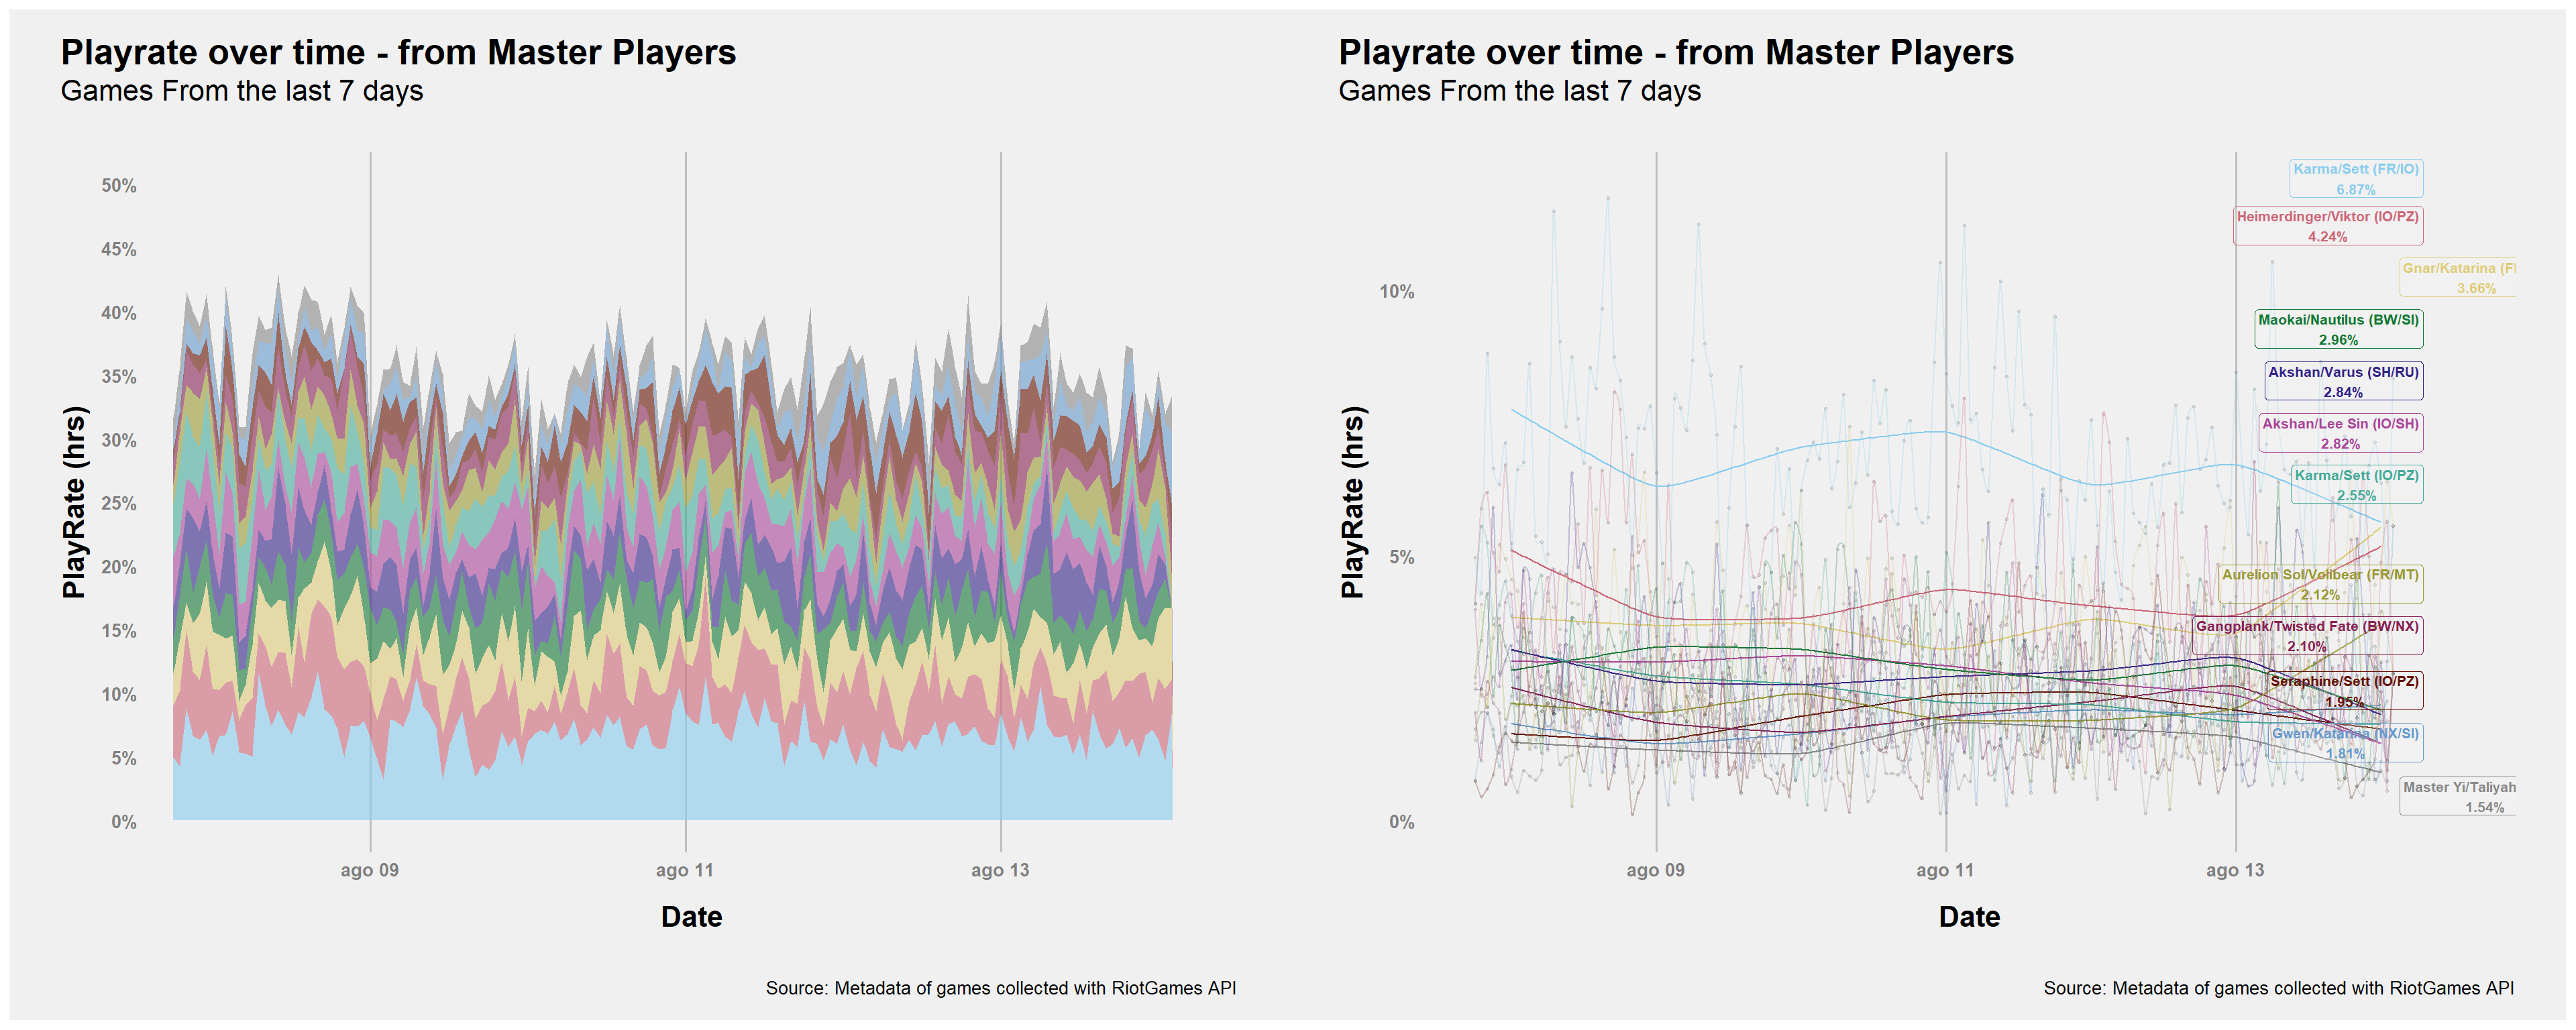 Playrate over time - from Master Players
Games From the last 7 days
50%
45%
40%
35%
30%
25%
20%
15%
10%
5%
0%
PlayRate (hrs)
ago 09
ago 11
ago 13
Date
Source: Metadata of games collected with RiotGames API
Playrate over time - from Master Players
Games From the last 7 days
10%
5%
0%
PlayRate (hrs)
ago 09
ago 11
ago 13
Date
Karma/Sett (FR/IO)
6.87%
Heimerdinger/Viktor (IO/PZ)
4.24%
Gnar/Katarina (F
3.66%
Maokai/Nautilus (BW/SI)
2.96%
Akshan/Varus (SH/RU)
2.84%
Akshan/Lee Sin (IO/SH)
2.82%
Karma/Sett (IO/PZ)
2.55%
Aurelion Sol/Volibear (FR/MT)
2.12%
Gangplank/Twisted Fate (BW/NX)
2.10%
Seraphine/Sett (IO/PZ)
1.95%
Gwen/Katarina (NX/SI)
1.81%
Master Yi/Taliyah
1.54%
Source: Metadata of games collected with RiotGames API